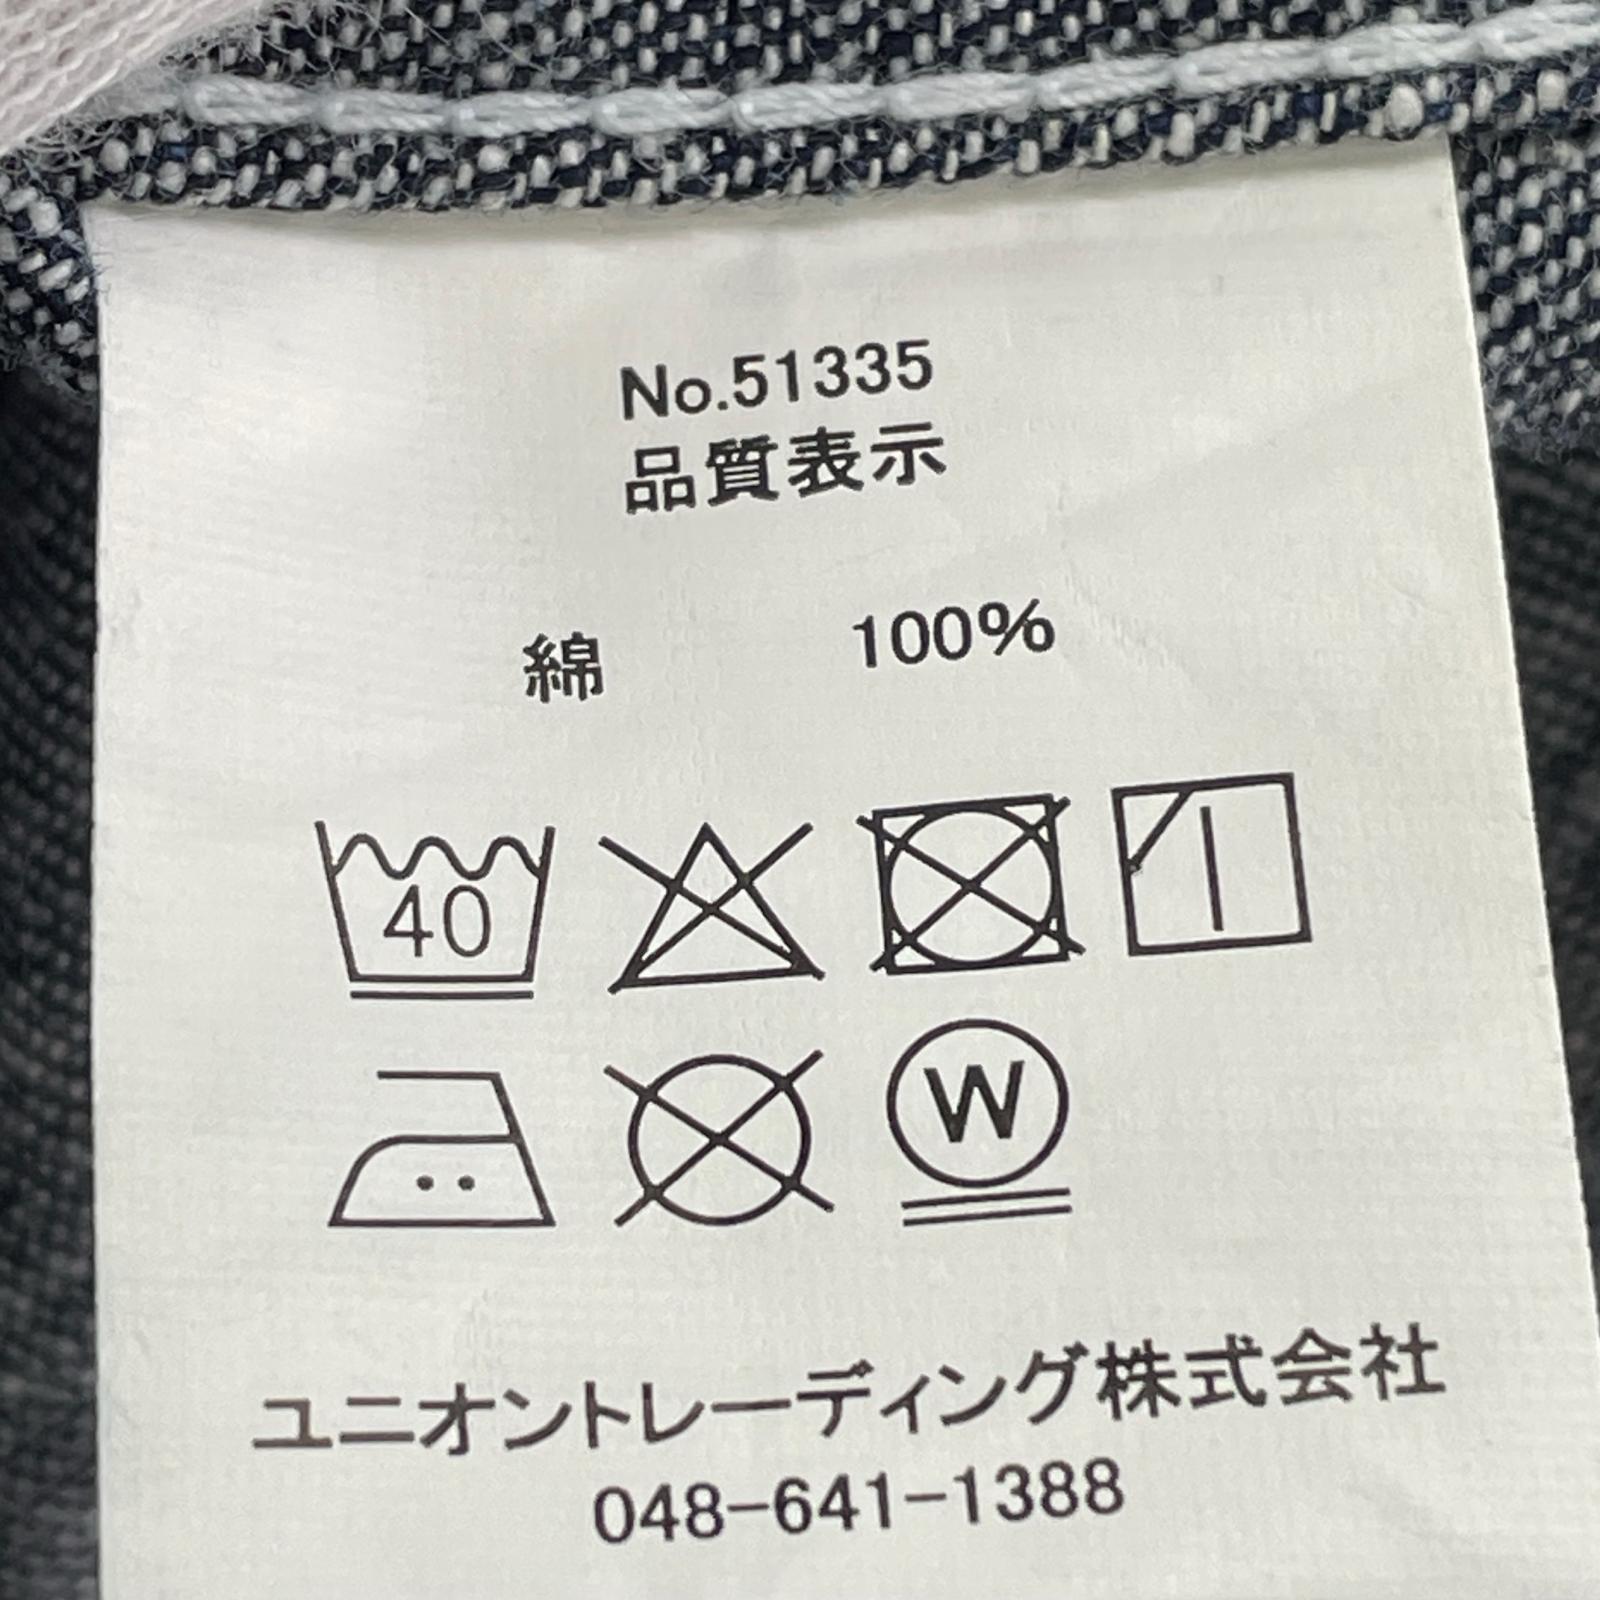 No.51335
品質表示
綿 100%
40
W
ユニオントレーディング株式会社
048-641-1388